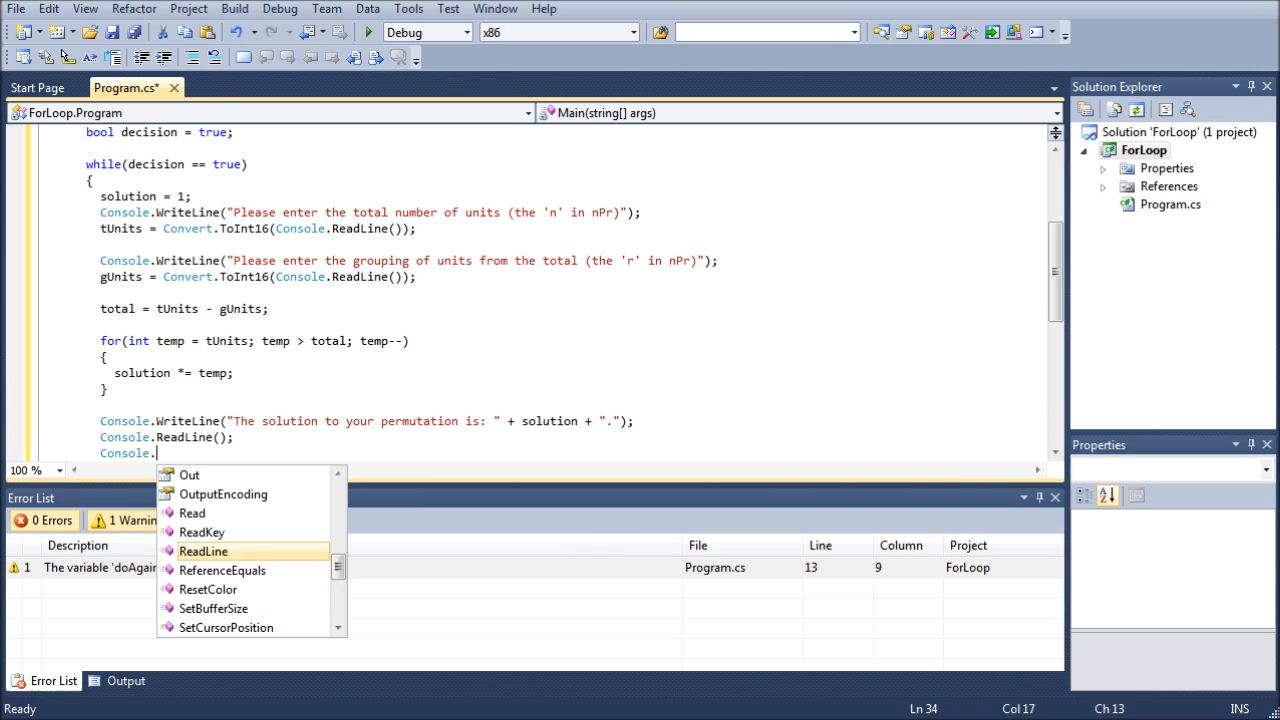 File Edit View Refactor Project Build Debug Team Data Tools Test Window Help
Debug x86
Start Page Program.cs*
ForLoop.Program Main(string[] args)
bool decision = true;
while(decision == true)
{
solution = 1;
Console.WriteLine("Please enter the total number of units (the 'n' in nPr)");
tUnits = Convert.ToInt16(Console.ReadLine());
Console.WriteLine("Please enter the grouping of units from the total (the 'r' in nPr)");
gUnits = Convert.ToInt16(Console.ReadLine());
total = tUnits - gUnits;
for(int temp = tUnits; temp > total; temp--)
{
solution *= temp;
}
Console.WriteLine("The solution to your permutation is: " + solution + ".");
Console.ReadLine();
Console.
100 %
Out
OutputEncoding
Read
ReadKey
ReadLine
ReferenceEquals
ResetColor
SetBufferSize
SetCursorPosition
Error List
0 Errors 1 Warnin
Description File Line Column Project
1 The variable 'doAgain Program.cs 13 9 ForLoop
Error List Output
Solution Explorer
Solution 'ForLoop' (1 project)
ForLoop
Properties
References
Program.cs
Properties
Ready Ln 34 Col 17 Ch 13 INS